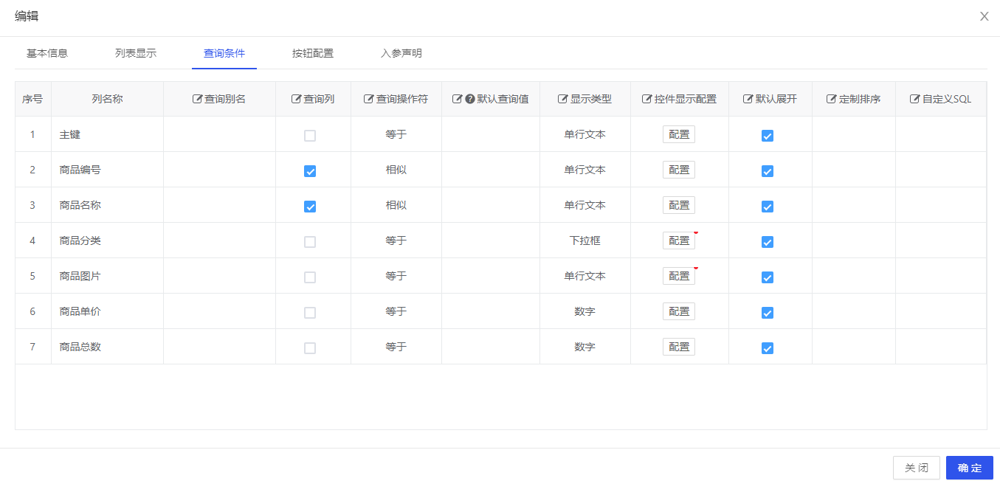 编辑
X
基本信息 列表显示 查询条件 按钮配置 入参声明
序号 列名称 查询别名 查询列 查询操作符 默认查询值 显示类型 控件显示配置 默认展开 定制排序 自定义SQL
1 主键 等于 单行文本 配置
2 商品编号 相似 单行文本 配置
3 商品名称 相似 单行文本 配置
4 商品分类 等于 下拉框 配置
5 商品图片 等于 单行文本 配置
6 商品单价 等于 数字 配置
7 商品总数 等于 数字 配置
关 闭 确 定